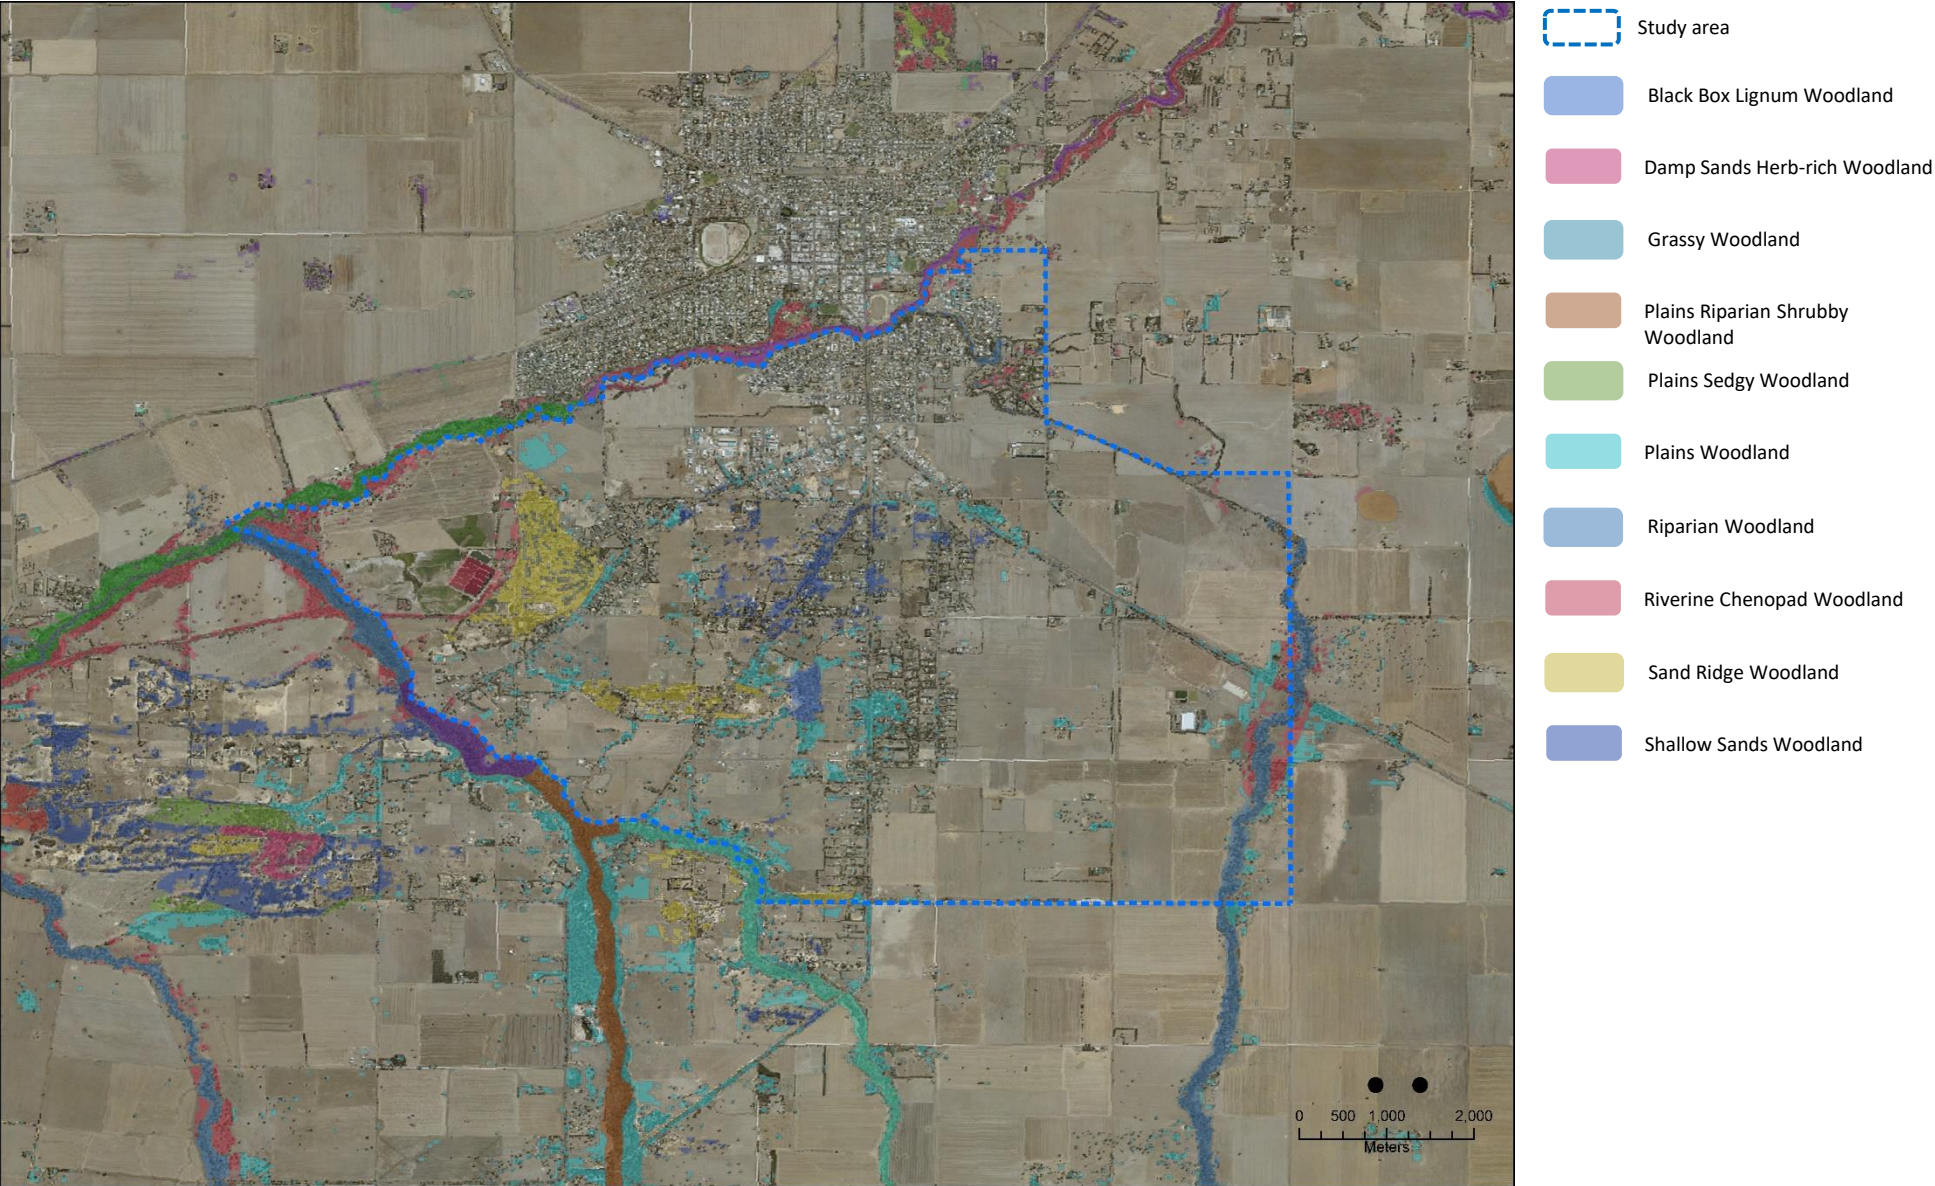 Study area
Black Box Lignum Woodland
Damp Sands Herb-rich Woodland
Grassy Woodland
Plains Riparian Shrubby
Woodland
Plains Sedgy Woodland
Plains Woodland
Riparian Woodland
Riverine Chenopad Woodland
Sand Ridge Woodland
Shallow Sands Woodland
0 500 1,000 2,000
Meters